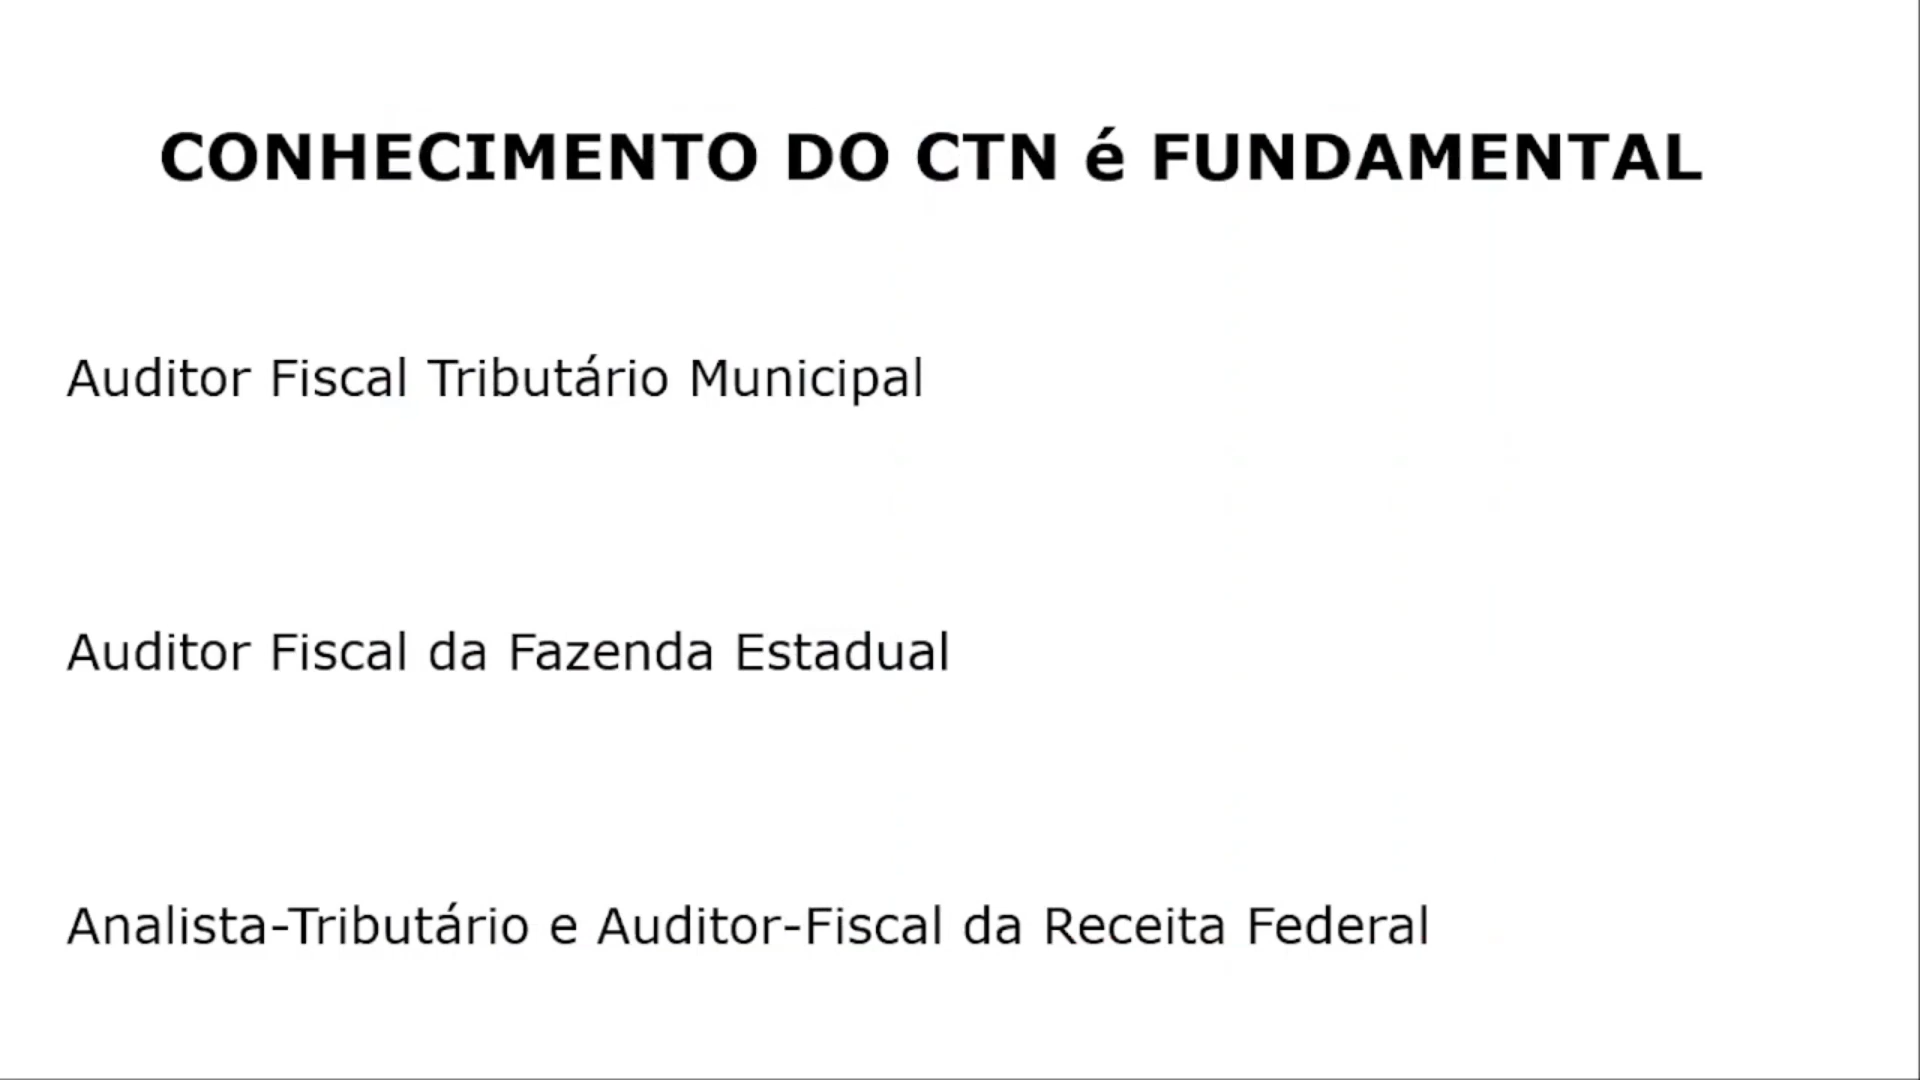 CONHECIMENTO DO CTN é FUNDAMENTAL
Auditor Fiscal Tributário Municipal
Auditor Fiscal da Fazenda Estadual
Analista-Tributário e Auditor-Fiscal da Receita Federal